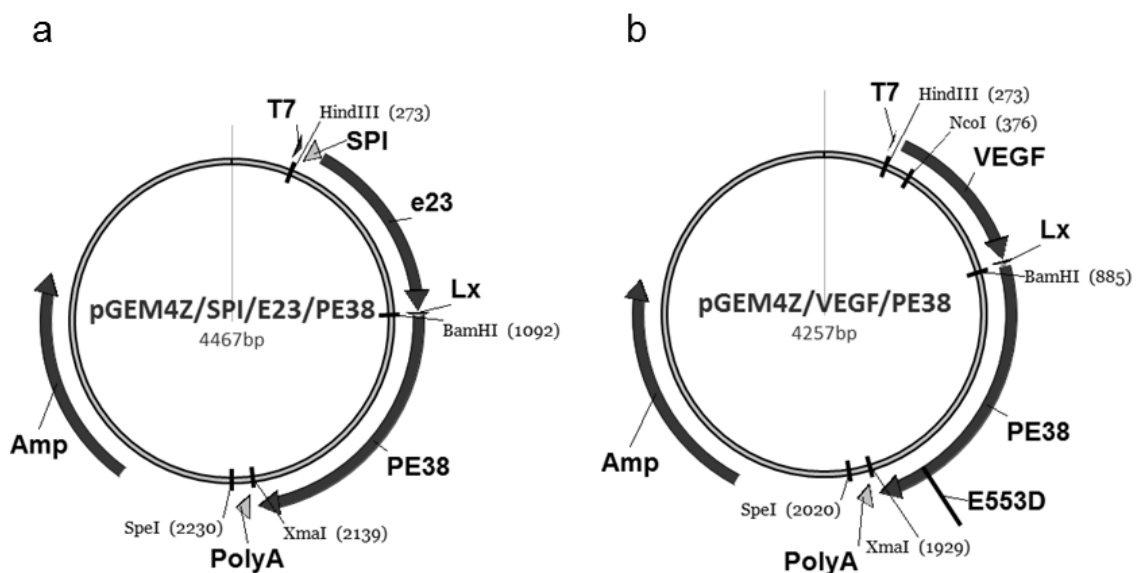 a
T7
HindIII (273)
SPI
e23
Lx
BamHI (1092)
pGEM4Z/SPI/E23/PE38
4467bp
Amp
PE38
SpeI (2230)
XmaI (2139)
PolyA
b
T7
HindIII (273)
NcoI (376)
VEGF
Lx
BamHI (885)
pGEM4Z/VEGF/PE38
4257bp
Amp
PE38
E553D
SpeI (2020)
XmaI (1929)
PolyA